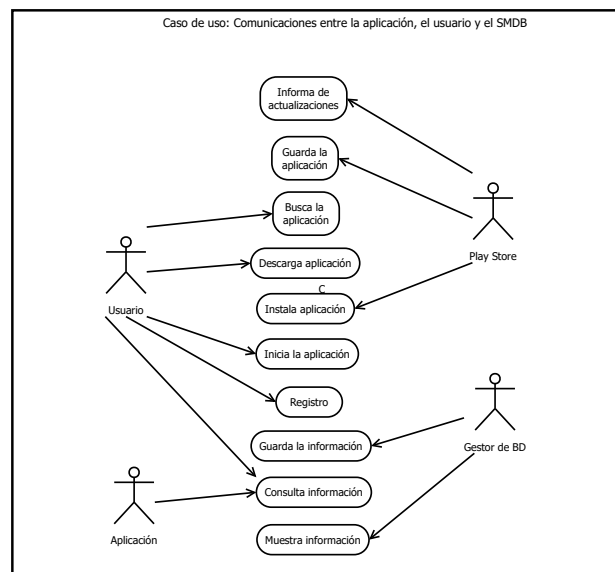 Caso de uso: Comunicaciones entre la aplicación, el usuario y el SMDB
Informa de
actualizaciones
Guarda la
aplicación
Busca la
aplicación
Play Store
Descarga aplicación
C
Usuario
Instala aplicación
Inicia la aplicación
Registro
Guarda la información
Gestor de BD
Consulta información
Aplicación
Muestra información